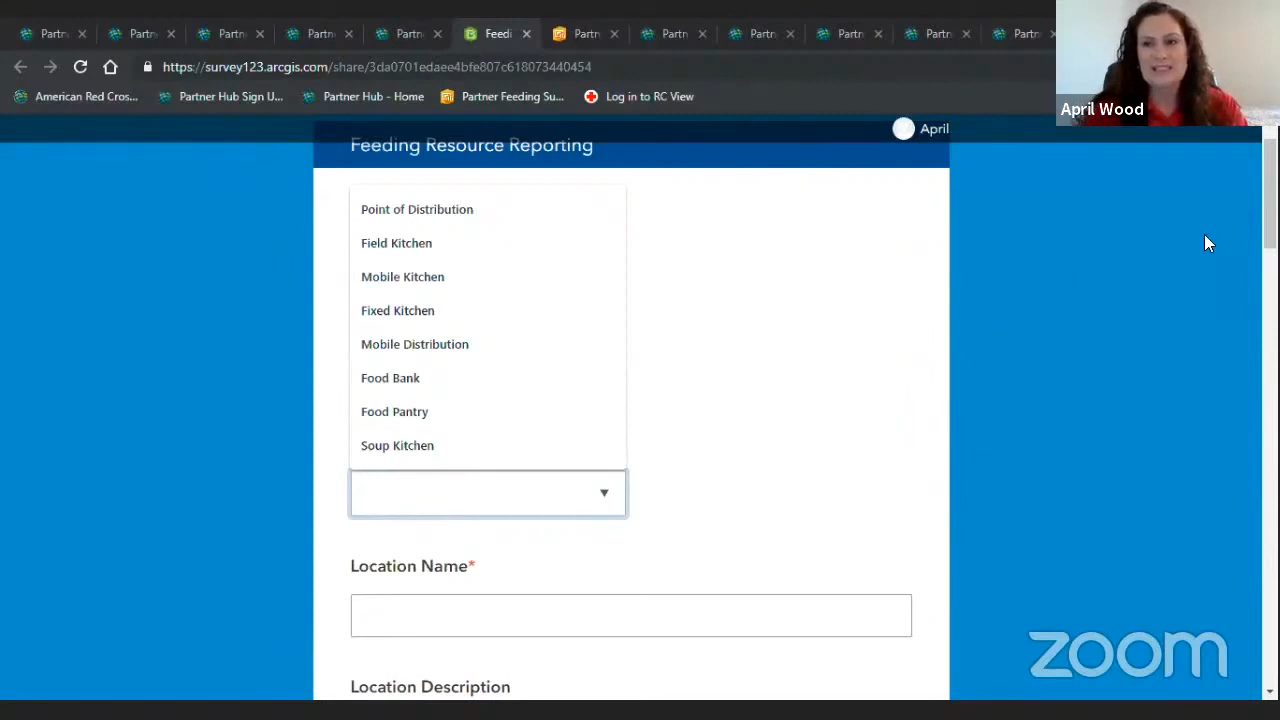 Partn
Partn
Partn
Partn
Partn
Feedi
Partn
Partn
Partn
Partn
Partn
Partn
https://survey123.arcgis.com/share/3da0701edaee4bfe807c618073440454
American Red Cros...
Partner Hub Sign U...
Partner Hub - Home
Partner Feeding Su...
Log in to RC View
April Wood
April
Feeding Resource Reporting
Point of Distribution
Field Kitchen
Mobile Kitchen
Fixed Kitchen
Mobile Distribution
Food Bank
Food Pantry
Soup Kitchen
Location Name*
Location Description
zoom